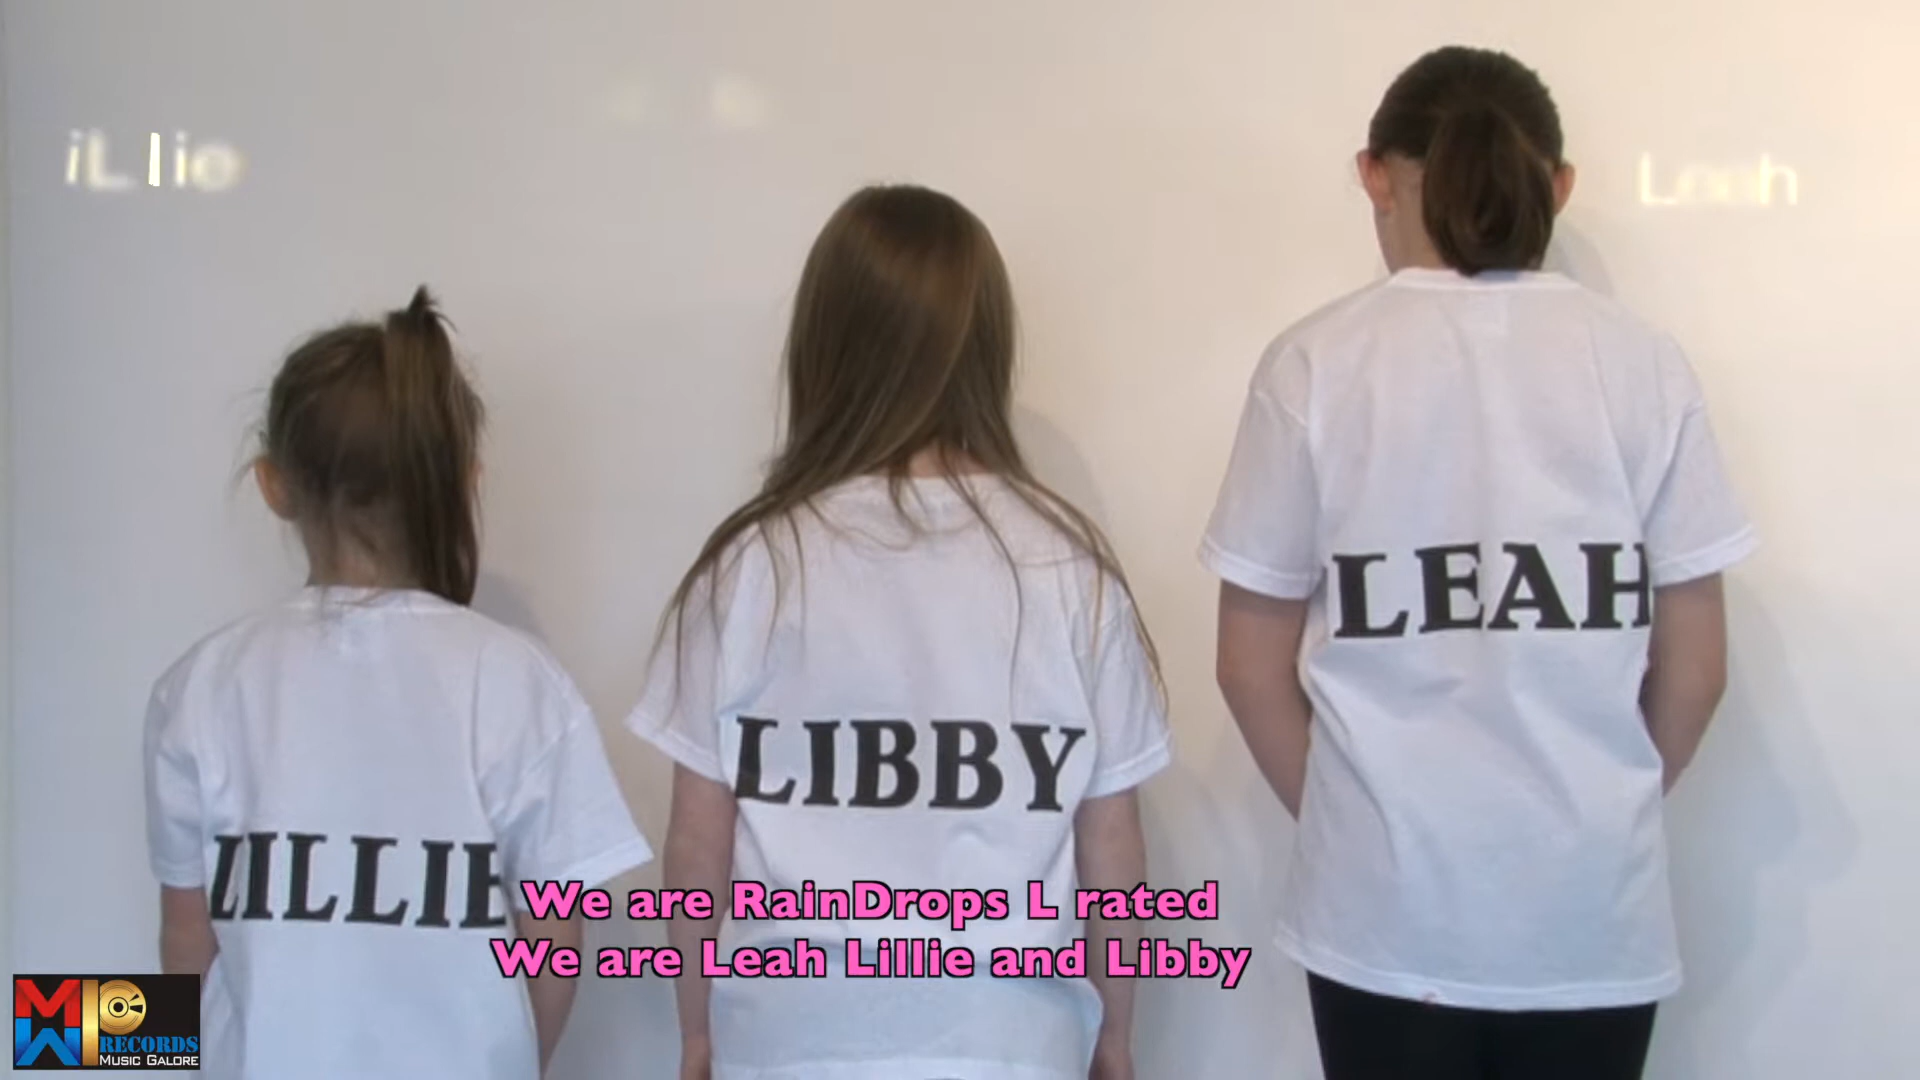 iLlie
Leah
LEAH
LIBBY
LILLIE
We are RainDrops L rated
We are Leah Lillie and Libby
RECORDS
MUSIC GALORE